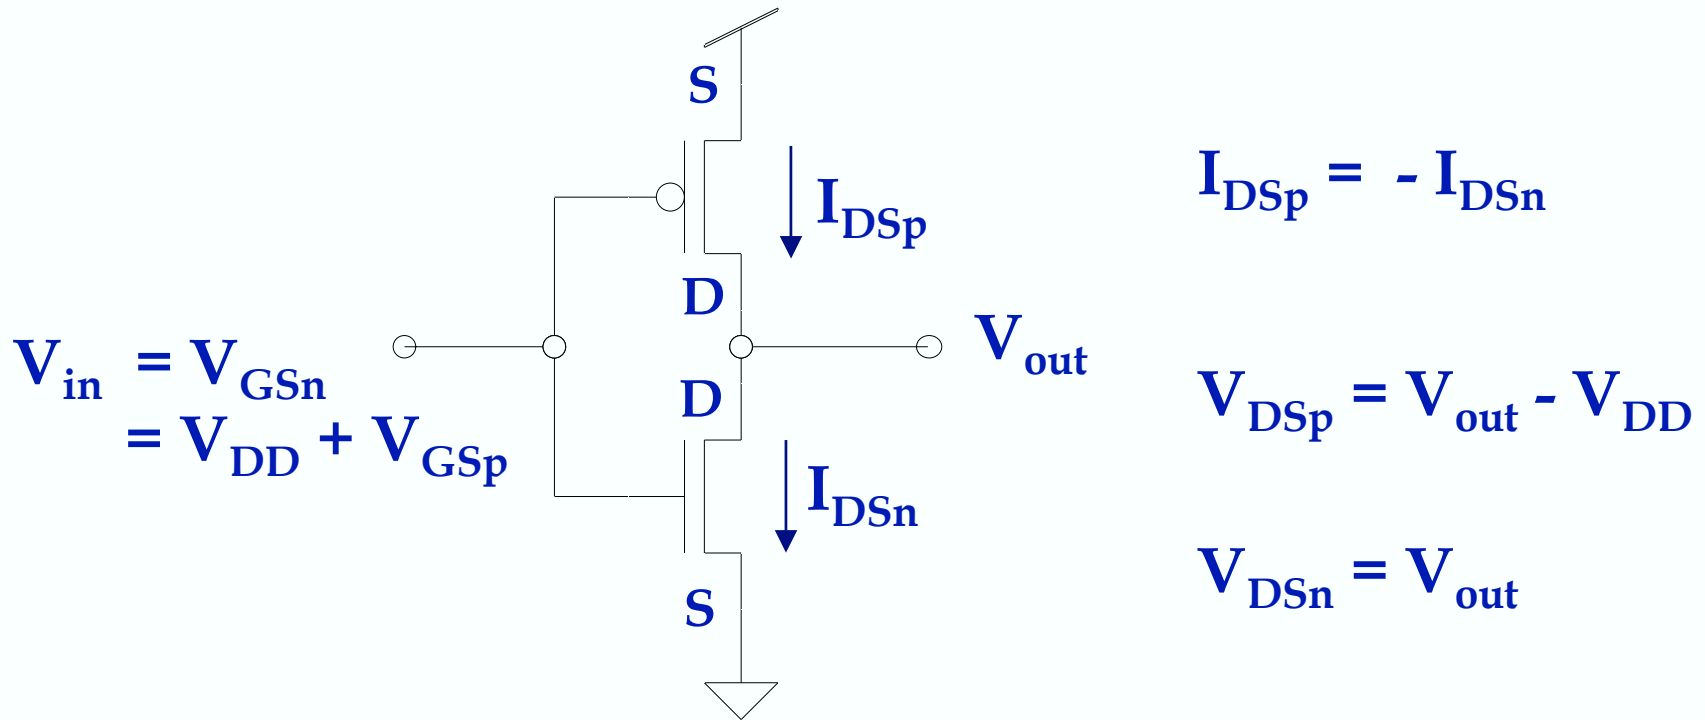 S
I_DSp
D
V_in = V_GSn
= V_DD + V_GSp
V_out
D
I_DSn
S
I_DSp = - I_DSn
V_DSp = V_out - V_DD
V_DSn = V_out